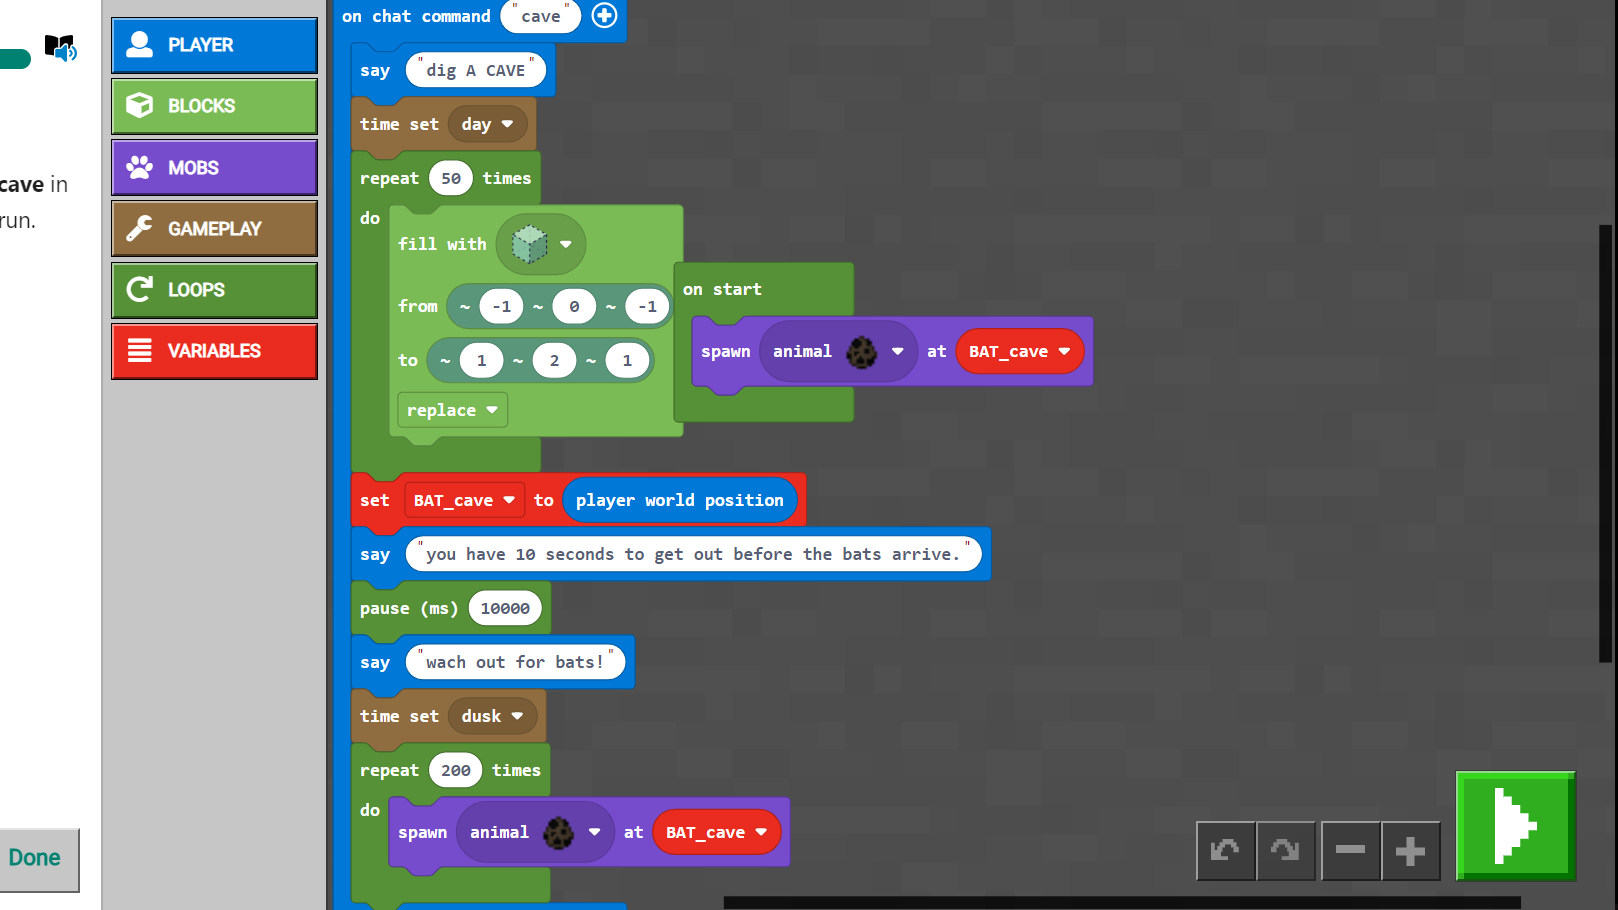 cave in
run.
Done
PLAYER
BLOCKS
MOBS
GAMEPLAY
LOOPS
VARIABLES
on chat command "cave"
say "dig A CAVE"
time set day
repeat 50 times
do
fill with
from ~ -1 ~ 0 ~ -1
to ~ 1 ~ 2 ~ 1
replace
on start
spawn animal at BAT_cave
set BAT_cave to player world position
say "you have 10 seconds to get out before the bats arrive."
pause (ms) 10000
say "wach out for bats!"
time set dusk
repeat 200 times
do
spawn animal at BAT_cave